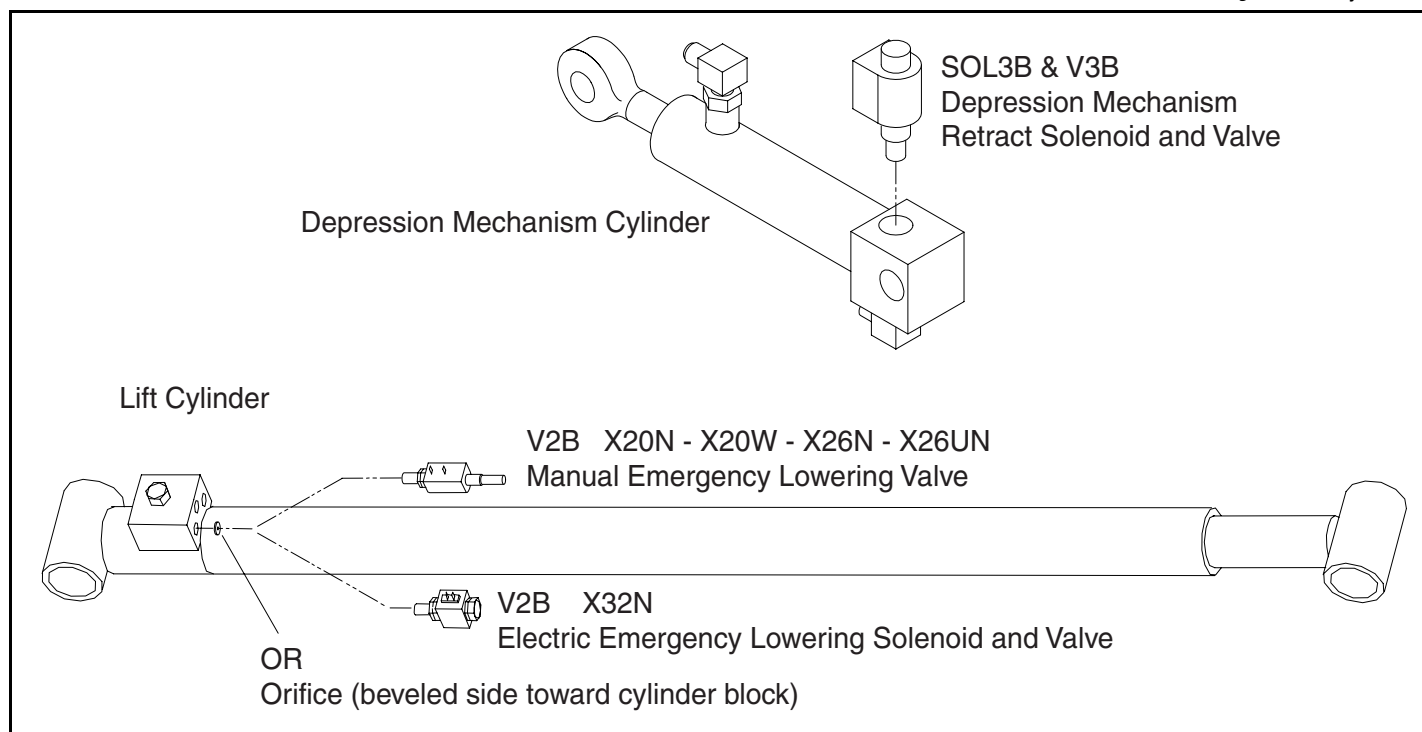 SOL3B & V3B
Depression Mechanism
Retract Solenoid and Valve
Depression Mechanism Cylinder
Lift Cylinder
V2B X20N - X20W - X26N - X26UN
Manual Emergency Lowering Valve
V2B X32N
Electric Emergency Lowering Solenoid and Valve
OR
Orifice (beveled side toward cylinder block)